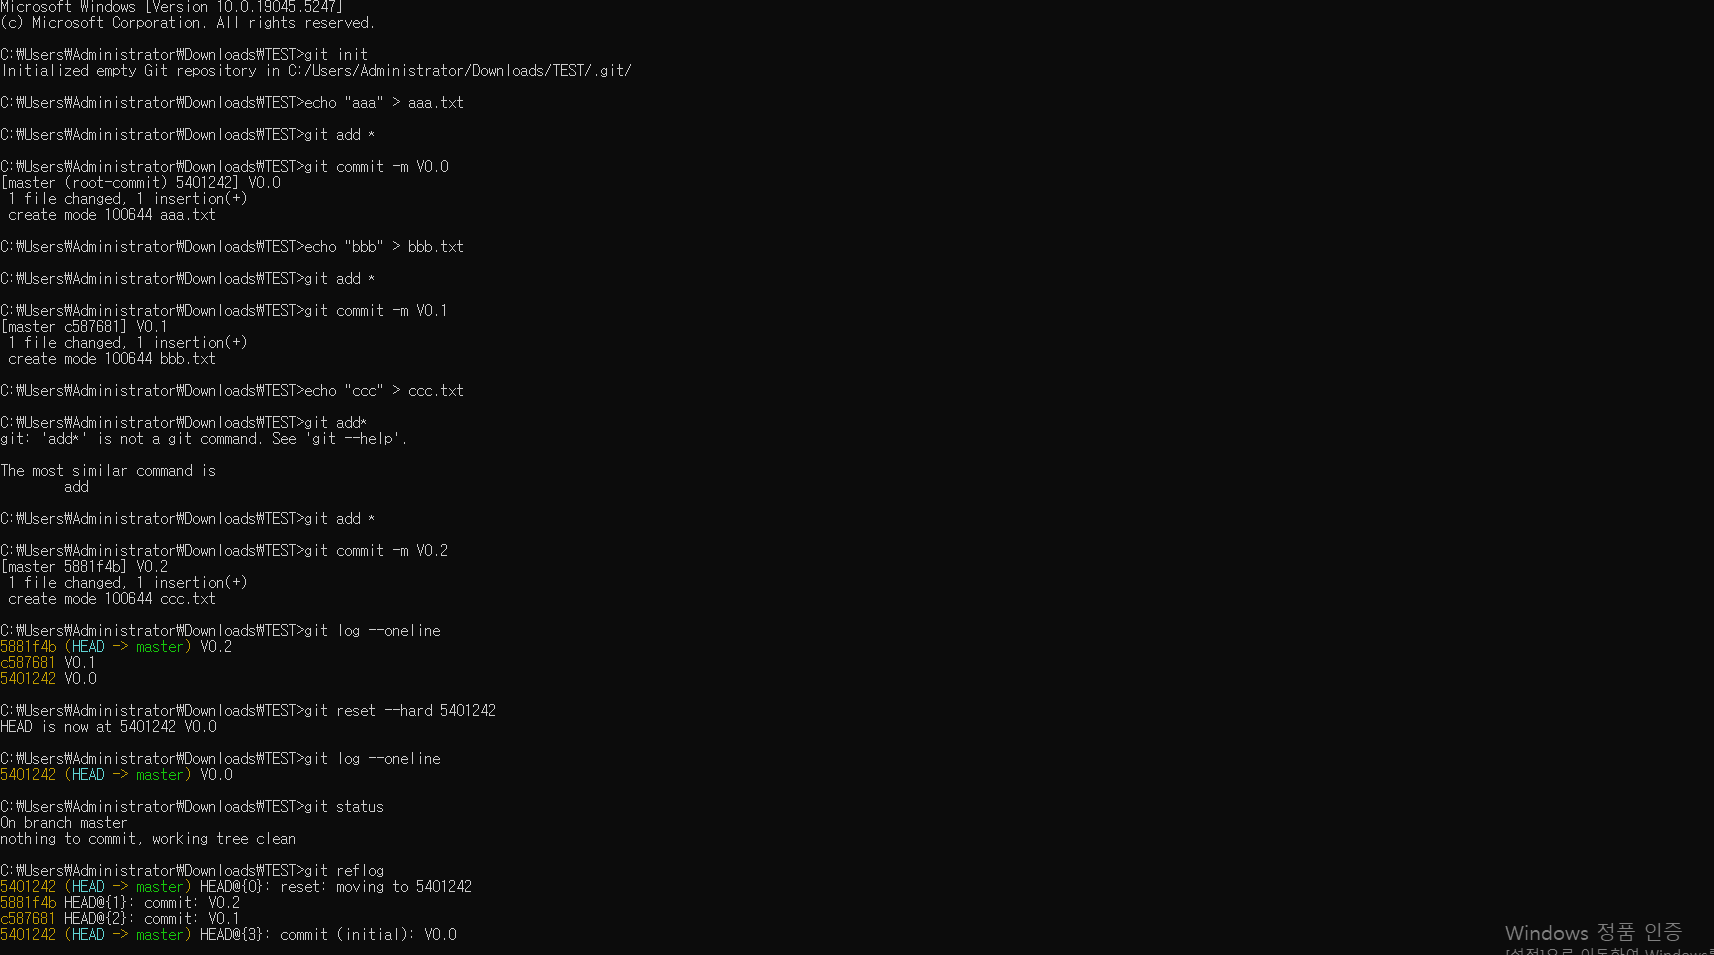 Microsoft Windows [Version 10.0.19045.5247]
(c) Microsoft Corporation. All rights reserved.
C:₩Users₩Administrator₩Downloads₩TEST>git init
Initialized empty Git repository in C:/Users/Administrator/Downloads/TEST/.git/
C:₩Users₩Administrator₩Downloads₩TEST>echo "aaa" > aaa.txt
C:₩Users₩Administrator₩Downloads₩TEST>git add *
C:₩Users₩Administrator₩Downloads₩TEST>git commit -m V0.0
[master (root-commit) 5401242] V0.0
1 file changed, 1 insertion(+)
create mode 100644 aaa.txt
C:₩Users₩Administrator₩Downloads₩TEST>echo "bbb" > bbb.txt
C:₩Users₩Administrator₩Downloads₩TEST>git add *
C:₩Users₩Administrator₩Downloads₩TEST>git commit -m V0.1
[master c587681] V0.1
1 file changed, 1 insertion(+)
create mode 100644 bbb.txt
C:₩Users₩Administrator₩Downloads₩TEST>echo "ccc" > ccc.txt
C:₩Users₩Administrator₩Downloads₩TEST>git add*
git: 'add*' is not a git command. See 'git --help'.
The most similar command is
add
C:₩Users₩Administrator₩Downloads₩TEST>git add *
C:₩Users₩Administrator₩Downloads₩TEST>git commit -m V0.2
[master 5881f4b] V0.2
1 file changed, 1 insertion(+)
create mode 100644 ccc.txt
C:₩Users₩Administrator₩Downloads₩TEST>git log --oneline
5881f4b (HEAD -> master) V0.2
c587681 V0.1
5401242 V0.0
C:₩Users₩Administrator₩Downloads₩TEST>git reset --hard 5401242
HEAD is now at 5401242 V0.0
C:₩Users₩Administrator₩Downloads₩TEST>git log --oneline
5401242 (HEAD -> master) V0.0
C:₩Users₩Administrator₩Downloads₩TEST>git status
On branch master
nothing to commit, working tree clean
C:₩Users₩Administrator₩Downloads₩TEST>git reflog
5401242 (HEAD -> master) HEAD@{0}: reset: moving to 5401242
5881f4b HEAD@{1}: commit: V0.2
c587681 HEAD@{2}: commit: V0.1
5401242 (HEAD -> master) HEAD@{3}: commit (initial): V0.0
Windows 정품 인증
[설정]으로 이동하여 Windows